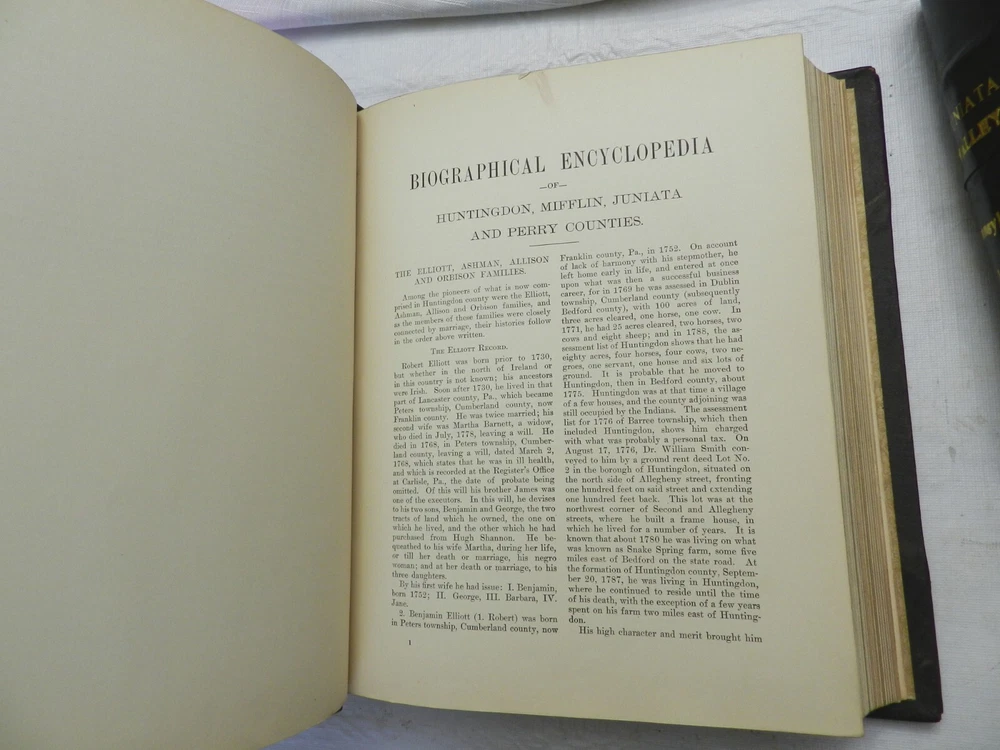 BIOGRAPHICAL ENCYCLOPEDIA
—OF—
HUNTINGDON, MIFFLIN, JUNIATA
AND PERRY COUNTIES.
THE ELLIOTT, ASHMAN, ALLISON
AND ORBISON FAMILIES.
Among the pioneers of what is now com-
prised in Huntingdon county were the Elliott,
Ashman, Allison and Orbison families, and
as the members of these families were closely
connected by marriage, their histories follow
in the order above written.
THE ELLIOTT RECORD.
Robert Elliott was born prior to 1730,
but whether in the north of Ireland or
in this country is not known; his ancestors
were Irish. Soon after 1730, he lived in that
part of Lancaster county, Pa., which became
Peters township, Cumberland county, now
Franklin county. He was twice married; his
second wife was Martha Barnett, a widow,
who died in July, 1778, leaving a will. He
died in 1768, in Peters township, Cumber-
land county, leaving a will, dated March 2,
1768, which states that he was in ill health,
and which is recorded at the Register's Office
at Carlisle, Pa., the date of probate being
omitted. Of this will his brother James was
one of the executors. In this will, he devises
to his two sons, Benjamin and George, the two
tracts of land which he owned, the one on
which he lived, and the other which he had
purchased from Hugh Shannon. He be-
queathed to his wife Martha, during her life,
or till her death or marriage, his negro
woman; and at her death or marriage, to his
three daughters.
By his first wife he had issue: I. Benjamin,
born 1752; II. George, III. Barbara, IV.
Jane.
2. Benjamin Elliott (1. Robert) was born
in Peters township, Cumberland county, now
1
Franklin county, Pa., in 1752. On account
of lack of harmony with his stepmother, he
left home early in life, and entered at once
upon what was then a successful business
career, for in 1769 he was assessed in Dublin
township, Cumberland county (subsequently
Bedford county), with 100 acres of land,
three acres cleared, one horse, one cow. In
1771, he had 25 acres cleared, two horses, two
cows and eight sheep; and in 1788, the as-
sessment list of Huntingdon shows that he had
eighty acres, four horses, four cows, two ne-
groes, one servant, one house and six lots of
ground. It is probable that he moved to
Huntingdon, then in Bedford county, about
1775. Huntingdon was at that time a village
of a few houses, and the county adjoining was
still occupied by the Indians. The assessment
list for 1776 of Barree township, which then
included Huntingdon, shows him charged
with what was probably a personal tax. On
August 17, 1776, Dr. William Smith con-
veyed to him by a ground rent deed Lot No.
2 in the borough of Huntingdon, situated on
the north side of Allegheny street, fronting
one hundred feet on said street and extending
one hundred feet back. This lot was at the
northwest corner of Second and Allegheny
streets, where he built a frame house, in
which he lived for a number of years. It is
known that about 1780 he was living on what
was known as Snake Spring farm, some five
miles east of Bedford on the state road. At
the formation of Huntingdon county, Septem-
ber 20, 1787, he was living in Huntingdon,
where he continued to reside until the time
of his death, with the exception of a few years
spent on his farm two miles east of Hunting-
don.
His high character and merit brought him
NIATA
LLEY